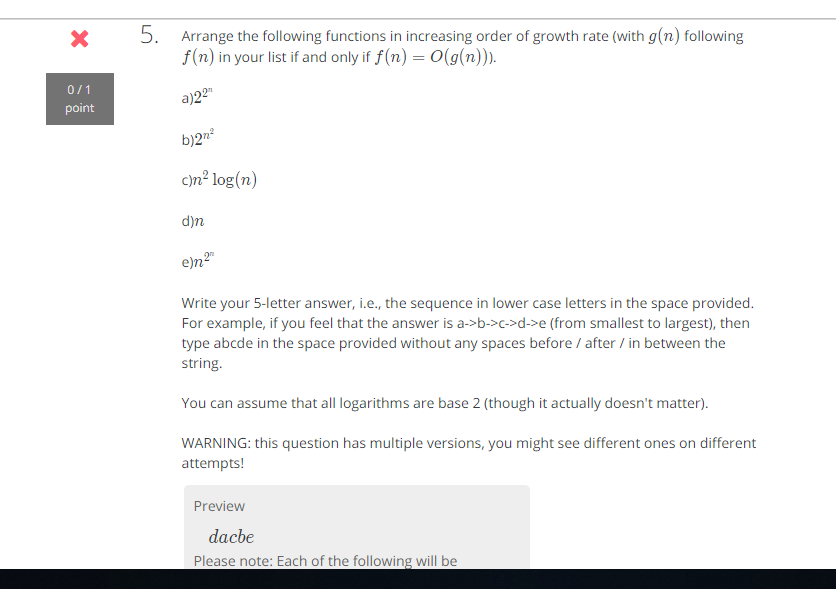 5. Arrange the following functions in increasing order of growth rate (with g(n) following
f(n) in your list if and only if f(n) = O(g(n))).
0 / 1
point
a)2^{2^n}
b)2^{n^2}
c)n² log(n)
d)n
e)n^{2^n}
Write your 5-letter answer, i.e., the sequence in lower case letters in the space provided.
For example, if you feel that the answer is a->b->c->d->e (from smallest to largest), then
type abcde in the space provided without any spaces before / after / in between the
string.
You can assume that all logarithms are base 2 (though it actually doesn't matter).
WARNING: this question has multiple versions, you might see different ones on different
attempts!
Preview
dacbe
Please note: Each of the following will be